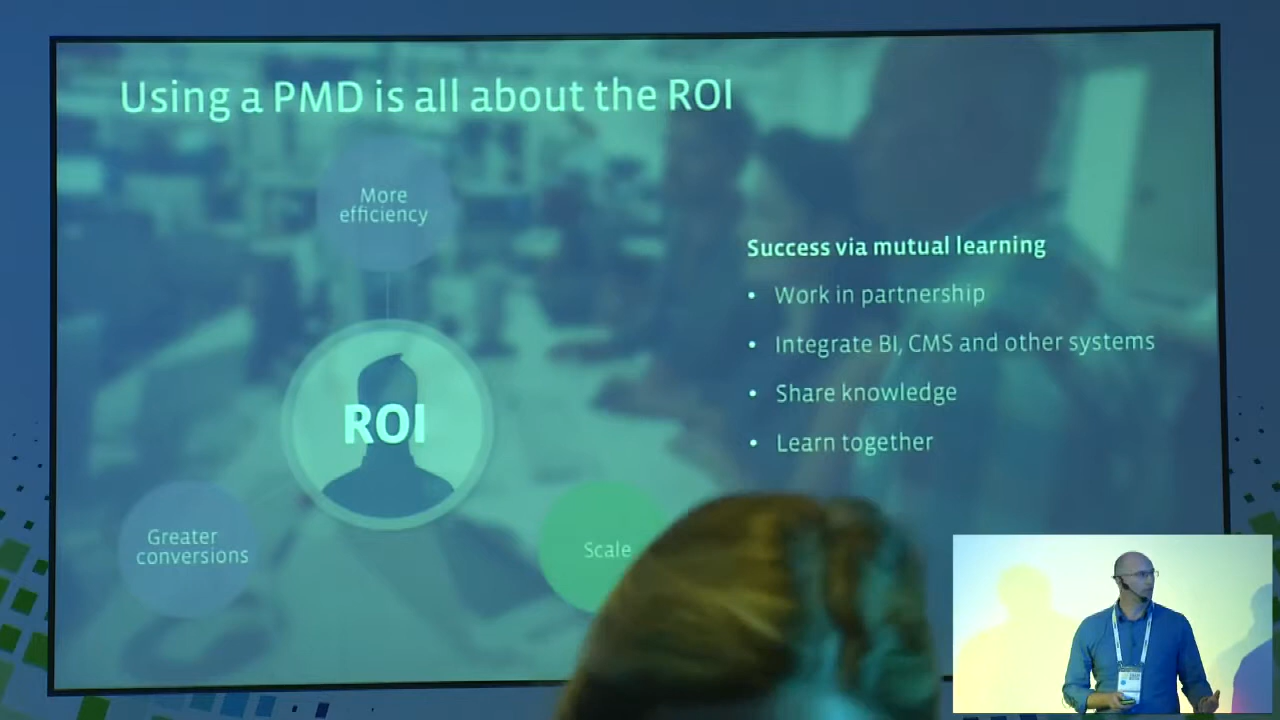 Using a PMD is all about the ROI
More
efficiency
ROI
Greater
conversions
Scale
Success via mutual learning
• Work in partnership
• Integrate BI, CMS and other systems
• Share knowledge
• Learn together